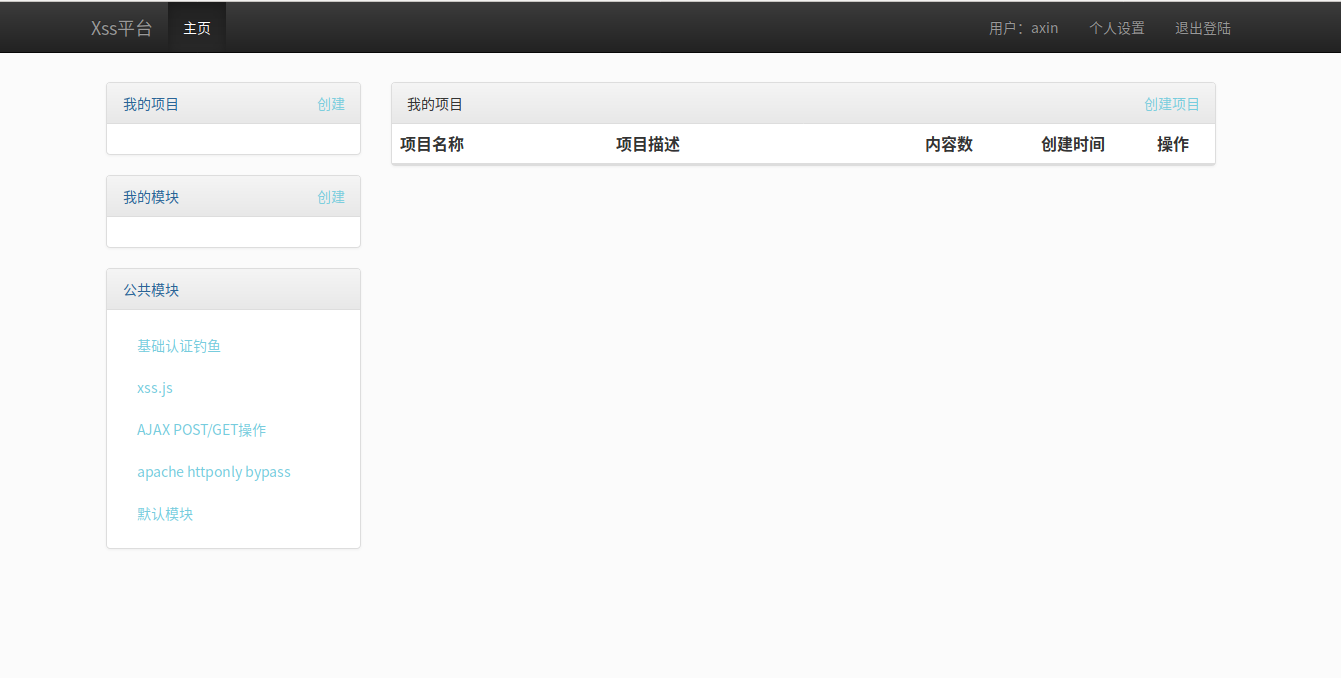 Xss平台 主页 用户：axin 个人设置 退出登陆
我的项目 创建
我的模块 创建
公共模块
基础认证钓鱼
xss.js
AJAX POST/GET操作
apache httponly bypass
默认模块
我的项目 创建项目
项目名称 项目描述 内容数 创建时间 操作